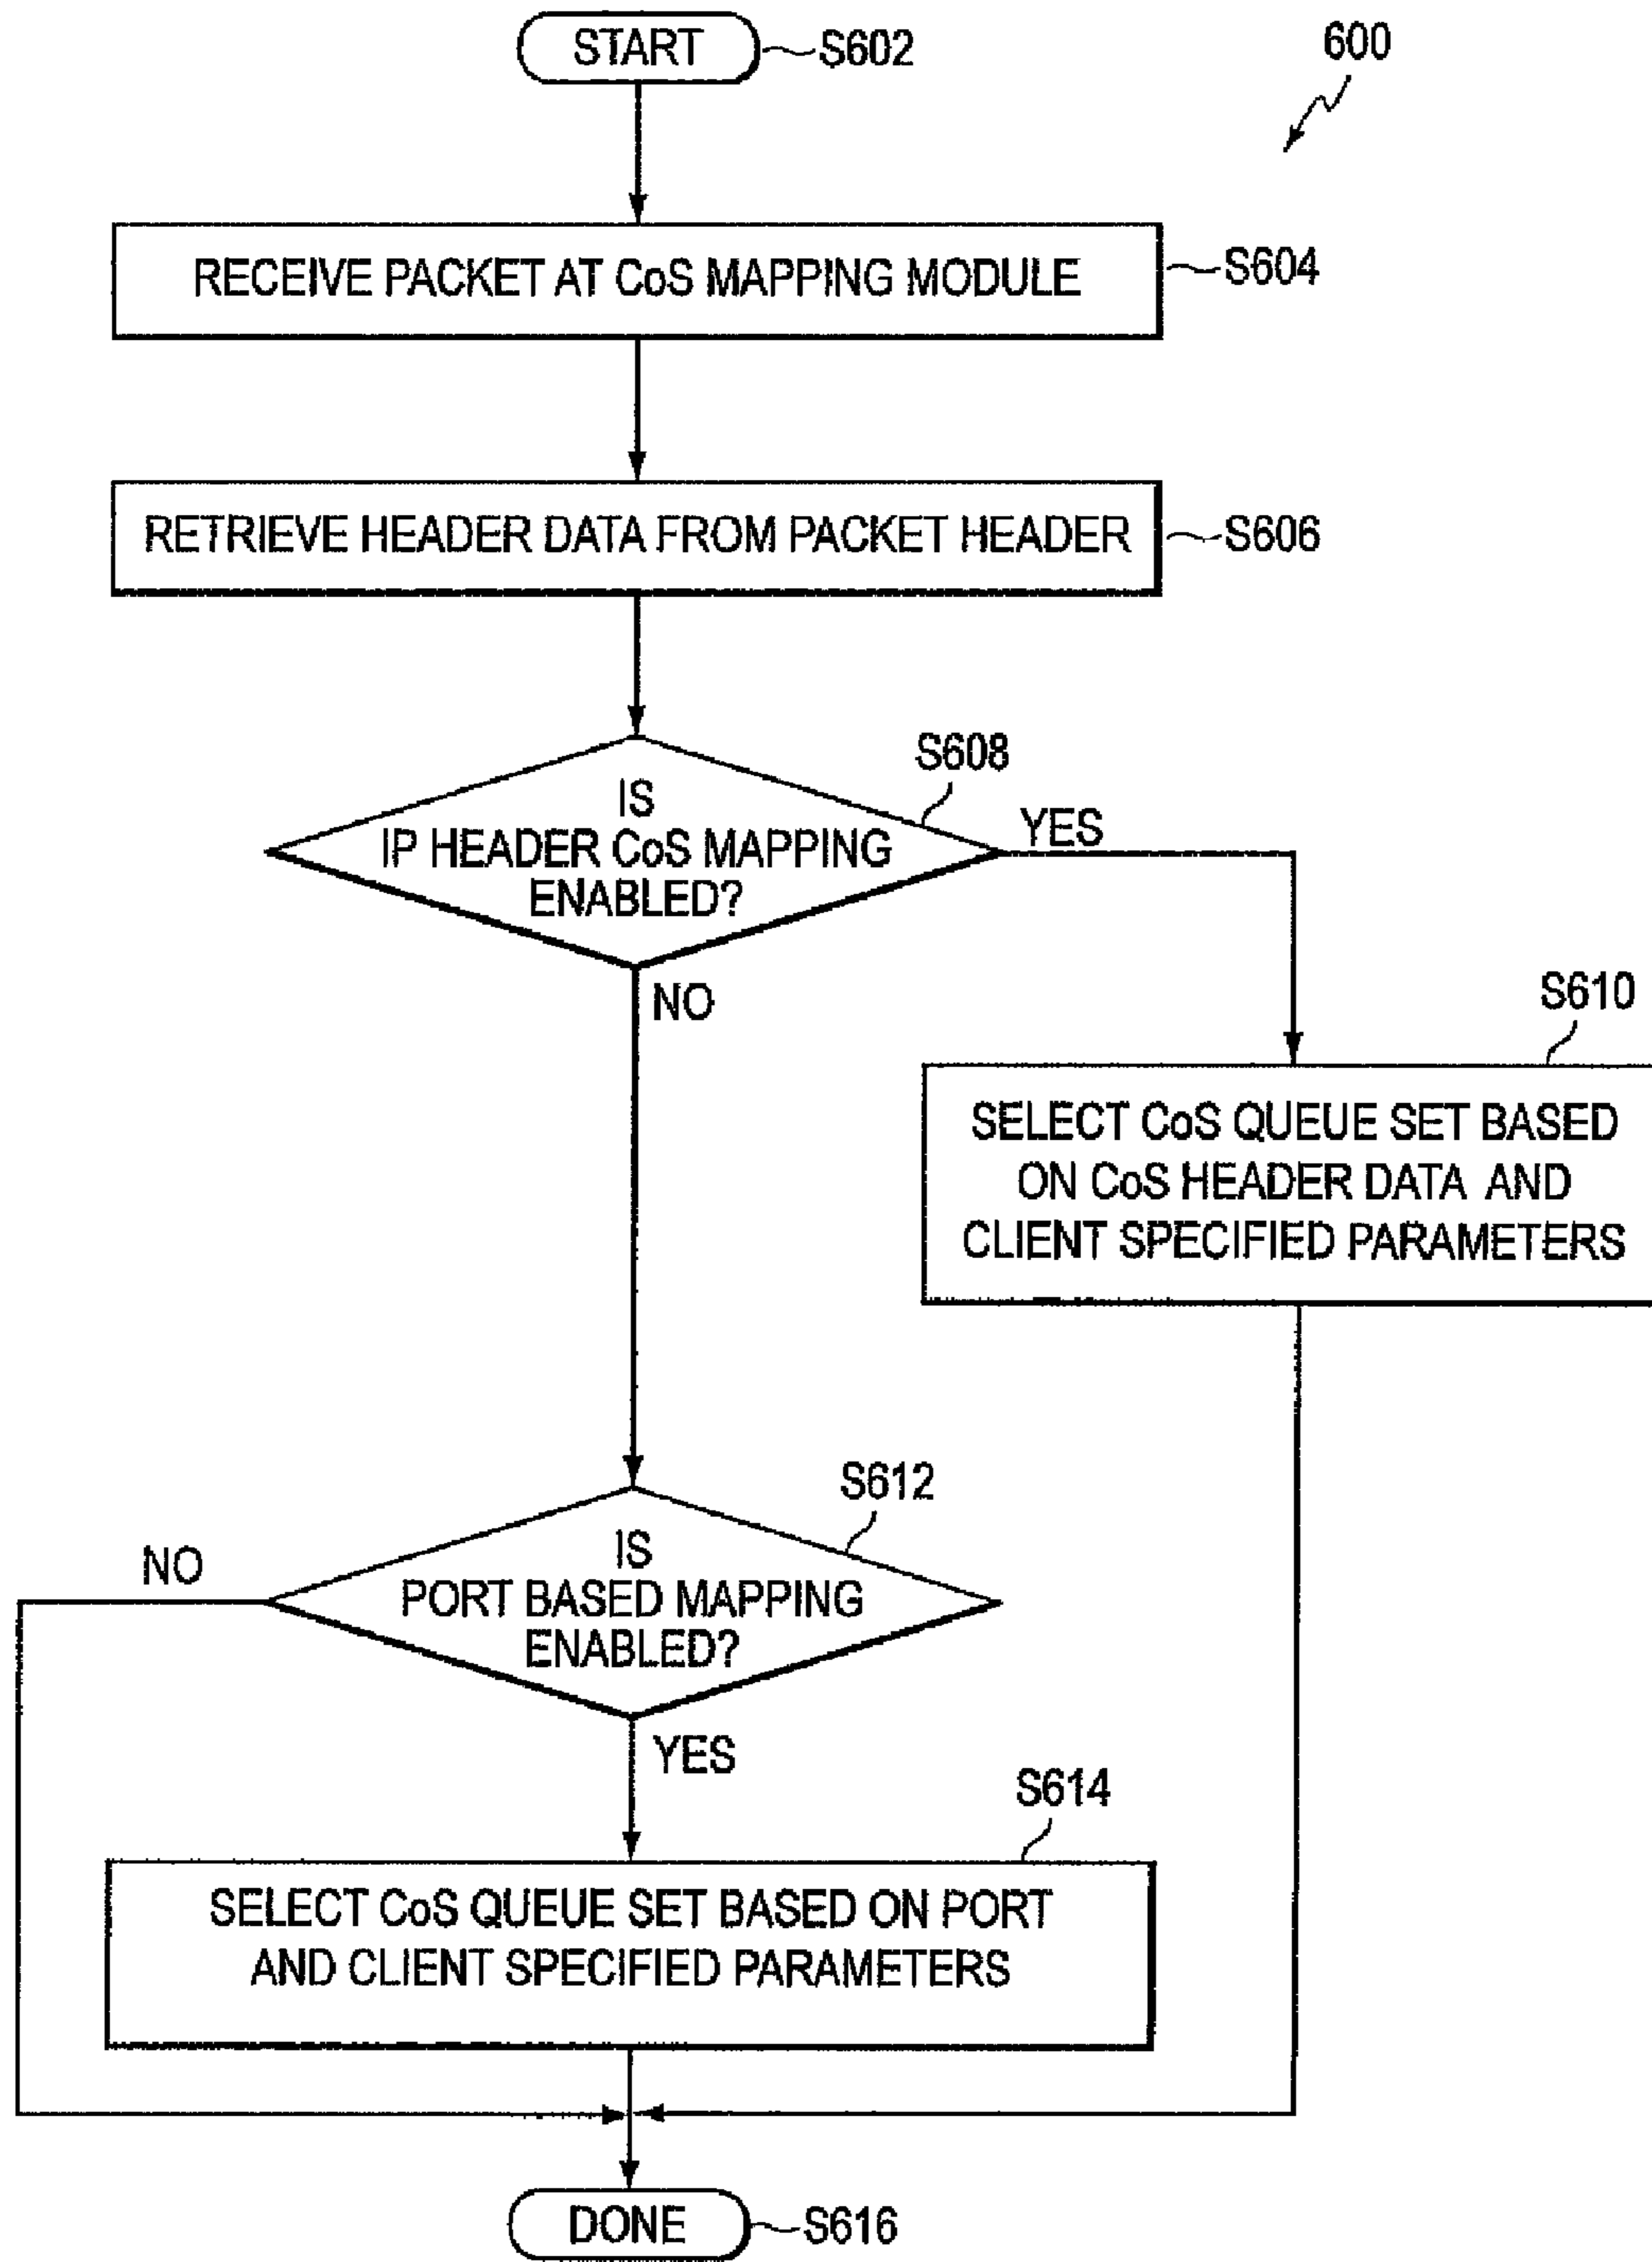 START
S602
600
RECEIVE PACKET AT CoS MAPPING MODULE
S604
RETRIEVE HEADER DATA FROM PACKET HEADER
S606
S608
IS
IP HEADER CoS MAPPING
ENABLED?
YES
NO
S610
SELECT CoS QUEUE SET BASED
ON CoS HEADER DATA AND
CLIENT SPECIFIED PARAMETERS
S612
IS
PORT BASED MAPPING
ENABLED?
NO
YES
S614
SELECT CoS QUEUE SET BASED ON PORT
AND CLIENT SPECIFIED PARAMETERS
DONE
S616